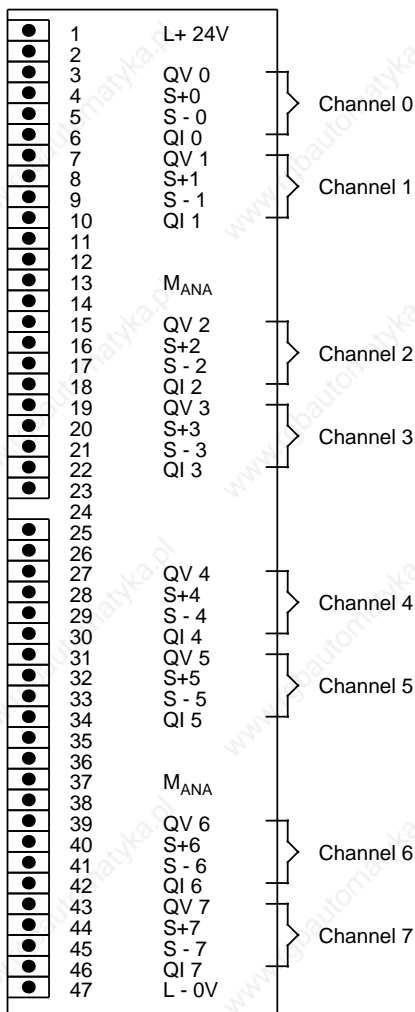 1 L+ 24V
2
3 QV 0
4 S+0 Channel 0
5 S - 0
6 QI 0
7 QV 1
8 S+1 Channel 1
9 S - 1
10 QI 1
11
12
13 MANA
14
15 QV 2
16 S+2 Channel 2
17 S - 2
18 QI 2
19 QV 3
20 S+3 Channel 3
21 S - 3
22 QI 3
23
24
25
26
27 QV 4
28 S+4 Channel 4
29 S - 4
30 QI 4
31 QV 5
32 S+5 Channel 5
33 S - 5
34 QI 5
35
36
37 MANA
38
39 QV 6
40 S+6 Channel 6
41 S - 6
42 QI 6
43 QV 7
44 S+7 Channel 7
45 S - 7
46 QI 7
47 L - 0V